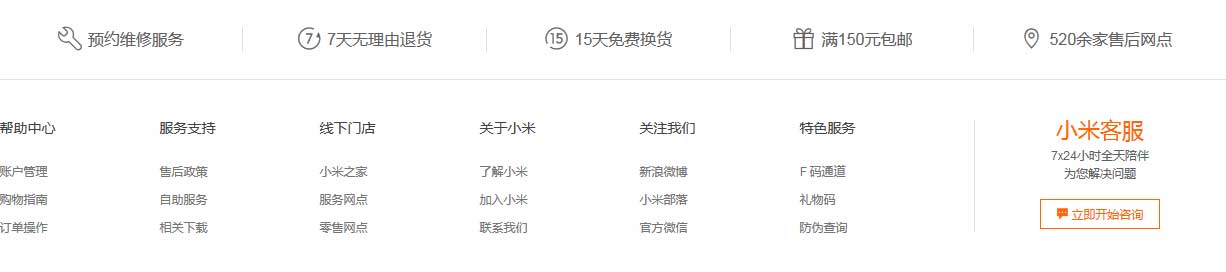 预约维修服务
7 7天无理由退货
15 15天免费换货
满150元包邮
520余家售后网点
帮助中心
账户管理
购物指南
订单操作
服务支持
售后政策
自助服务
相关下载
线下门店
小米之家
服务网点
零售网点
关于小米
了解小米
加入小米
联系我们
关注我们
新浪微博
小米部落
官方微信
特色服务
F 码通道
礼物码
防伪查询
小米客服
7x24小时全天陪伴
为您解决问题
立即开始咨询